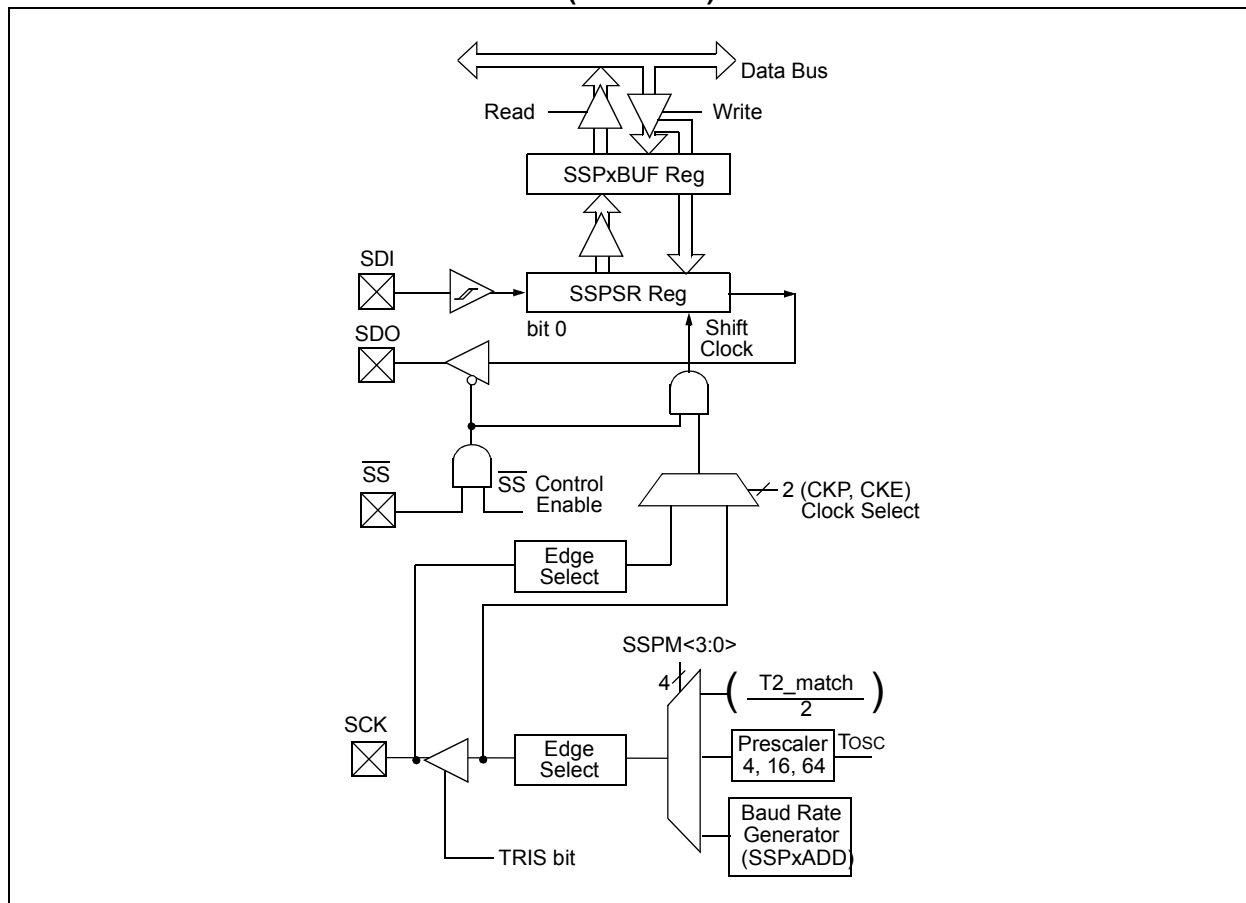 Data Bus
Read
Write
SSPxBUF Reg
SDI
SSPSR Reg
bit 0
Shift
Clock
SDO
SS
SS Control
Enable
2 (CKP, CKE)
Clock Select
Edge
Select
SSPM<3:0>
4
( T2_match )
2
SCK
Edge
Select
Prescaler
4, 16, 64
TOSC
Baud Rate
Generator
(SSPxADD)
TRIS bit